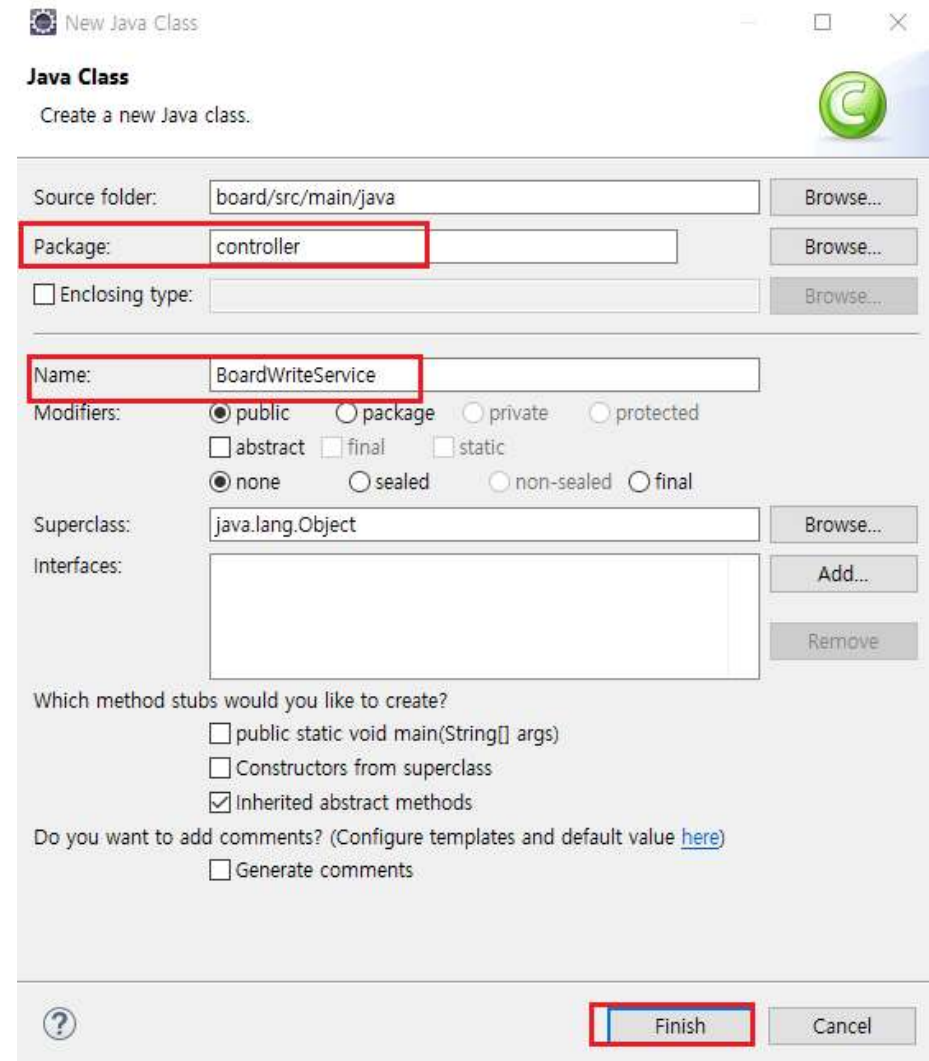 New Java Class
Java Class
Create a new Java class.
Source folder: board/src/main/java Browse...
Package: controller Browse...
Enclosing type: Browse...
Name: BoardWriteService
Modifiers: public package private protected
abstract final static
none sealed non-sealed final
Superclass: java.lang.Object Browse...
Interfaces: Add...
Remove
Which method stubs would you like to create?
public static void main(String[] args)
Constructors from superclass
Inherited abstract methods
Do you want to add comments? (Configure templates and default value here)
Generate comments
? Finish Cancel